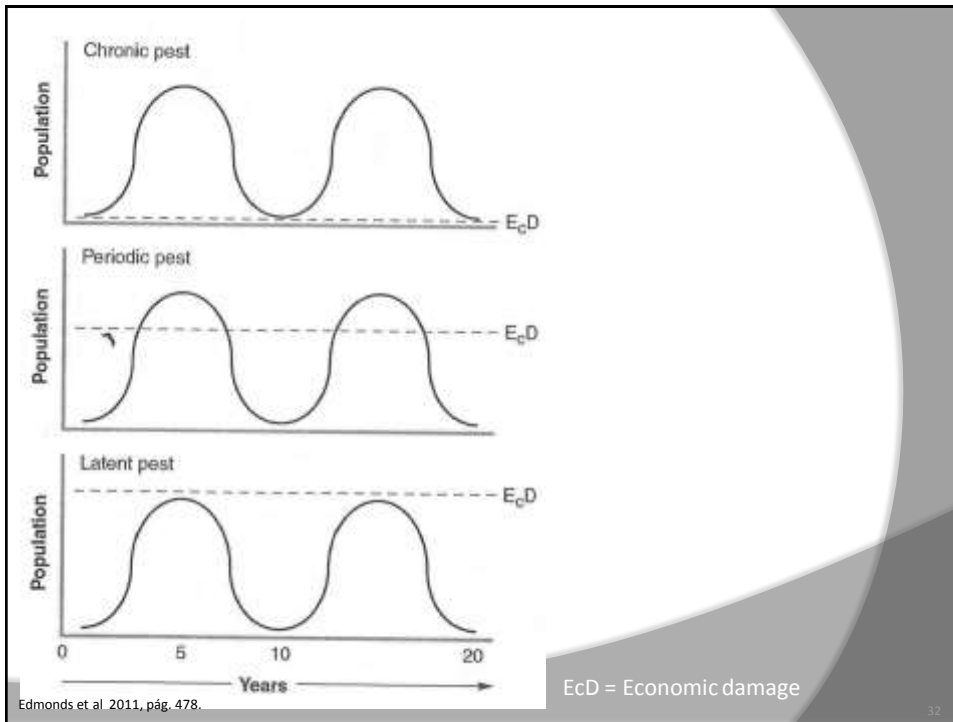 Chronic pest
Population
E_cD
Periodic pest
Population
E_cD
Latent pest
Population
E_cD
0 5 10 20
Years
Edmonds et al 2011, pág. 478.
EcD = Economic damage
32